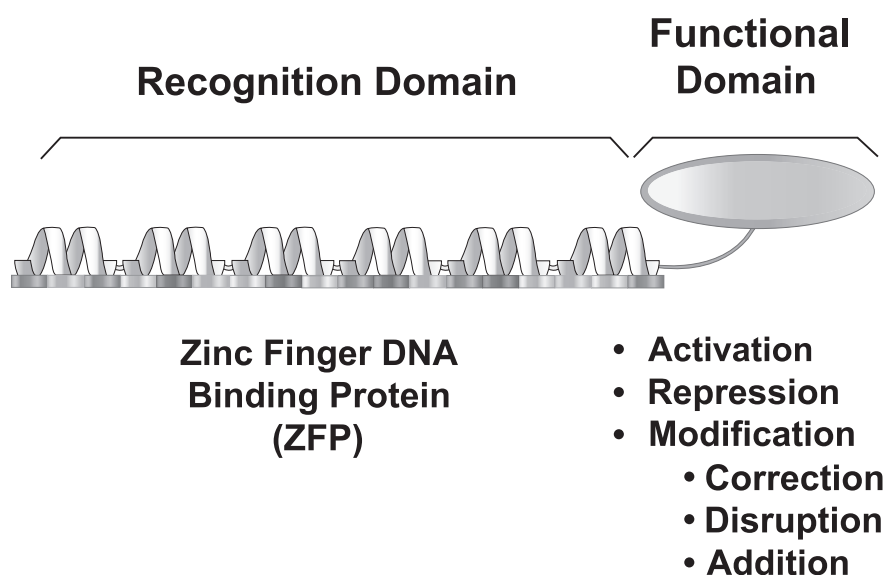 Recognition Domain
Functional
Domain
Zinc Finger DNA
Binding Protein
(ZFP)
• Activation
• Repression
• Modification
• Correction
• Disruption
• Addition